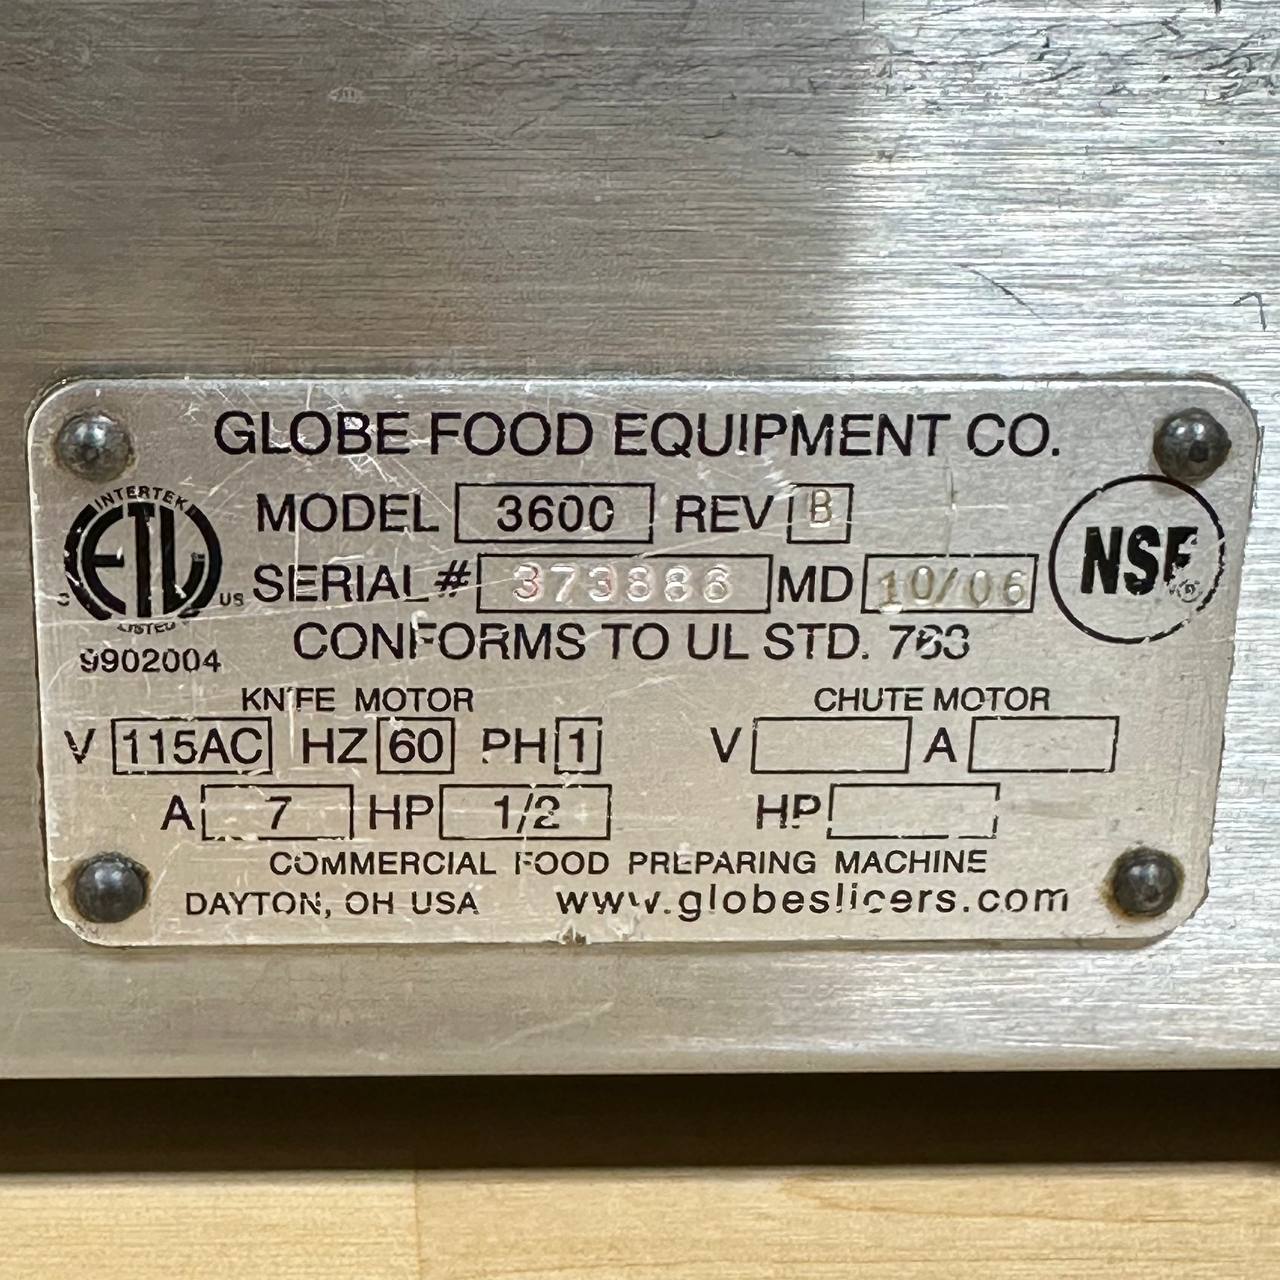 GLOBE FOOD EQUIPMENT CO.
INTERTEK
ETL
C US
LISTED
9902004
MODEL 3600 REV B
SERIAL # 373886 MD 10/06
NSF®
CONFORMS TO UL STD. 763
KNIFE MOTOR
V 115AC HZ 60 PH 1
A 7 HP 1/2
CHUTE MOTOR
V A
HP
COMMERCIAL FOOD PREPARING MACHINE
DAYTON, OH USA www.globeslicers.com